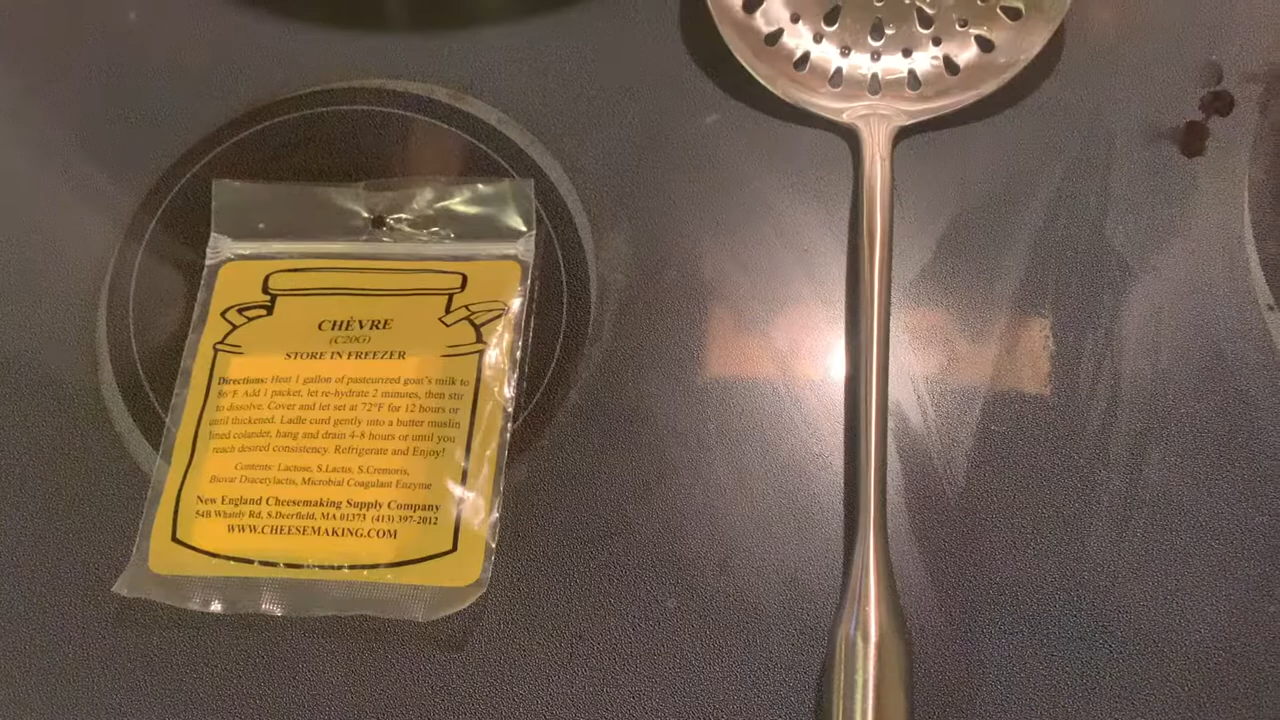 CHÈVRE
(C20G)
STORE IN FREEZER
Directions: Heat 1 gallon of pasteurized goat's milk to
86°F. Add 1 packet, let re-hydrate 2 minutes, then stir
to dissolve. Cover and let set at 72°F for 12 hours or
until thickened. Ladle curd gently into a butter muslin
lined colander, hang and drain 4-8 hours or until you
reach desired consistency. Refrigerate and Enjoy!
Contents: Lactose, S.Lactis, S.Cremoris,
Biovar Diacetylactis, Microbial Coagulant Enzyme
New England Cheesemaking Supply Company
54B Whately Rd, S.Deerfield, MA 01373 (413) 397-2012
WWW.CHEESEMAKING.COM